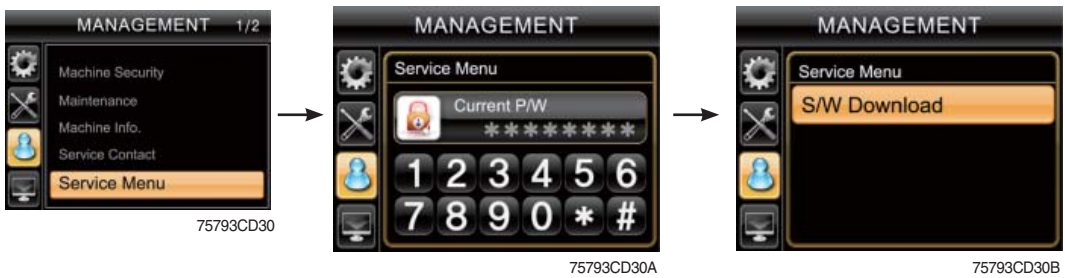 MANAGEMENT 1/2
Machine Security
Maintenance
Machine Info.
Service Contact
Service Menu
75793CD30
MANAGEMENT
Service Menu
Current P/W
********
1 2 3 4 5 6
7 8 9 0 * #
75793CD30A
MANAGEMENT
Service Menu
S/W Download
75793CD30B